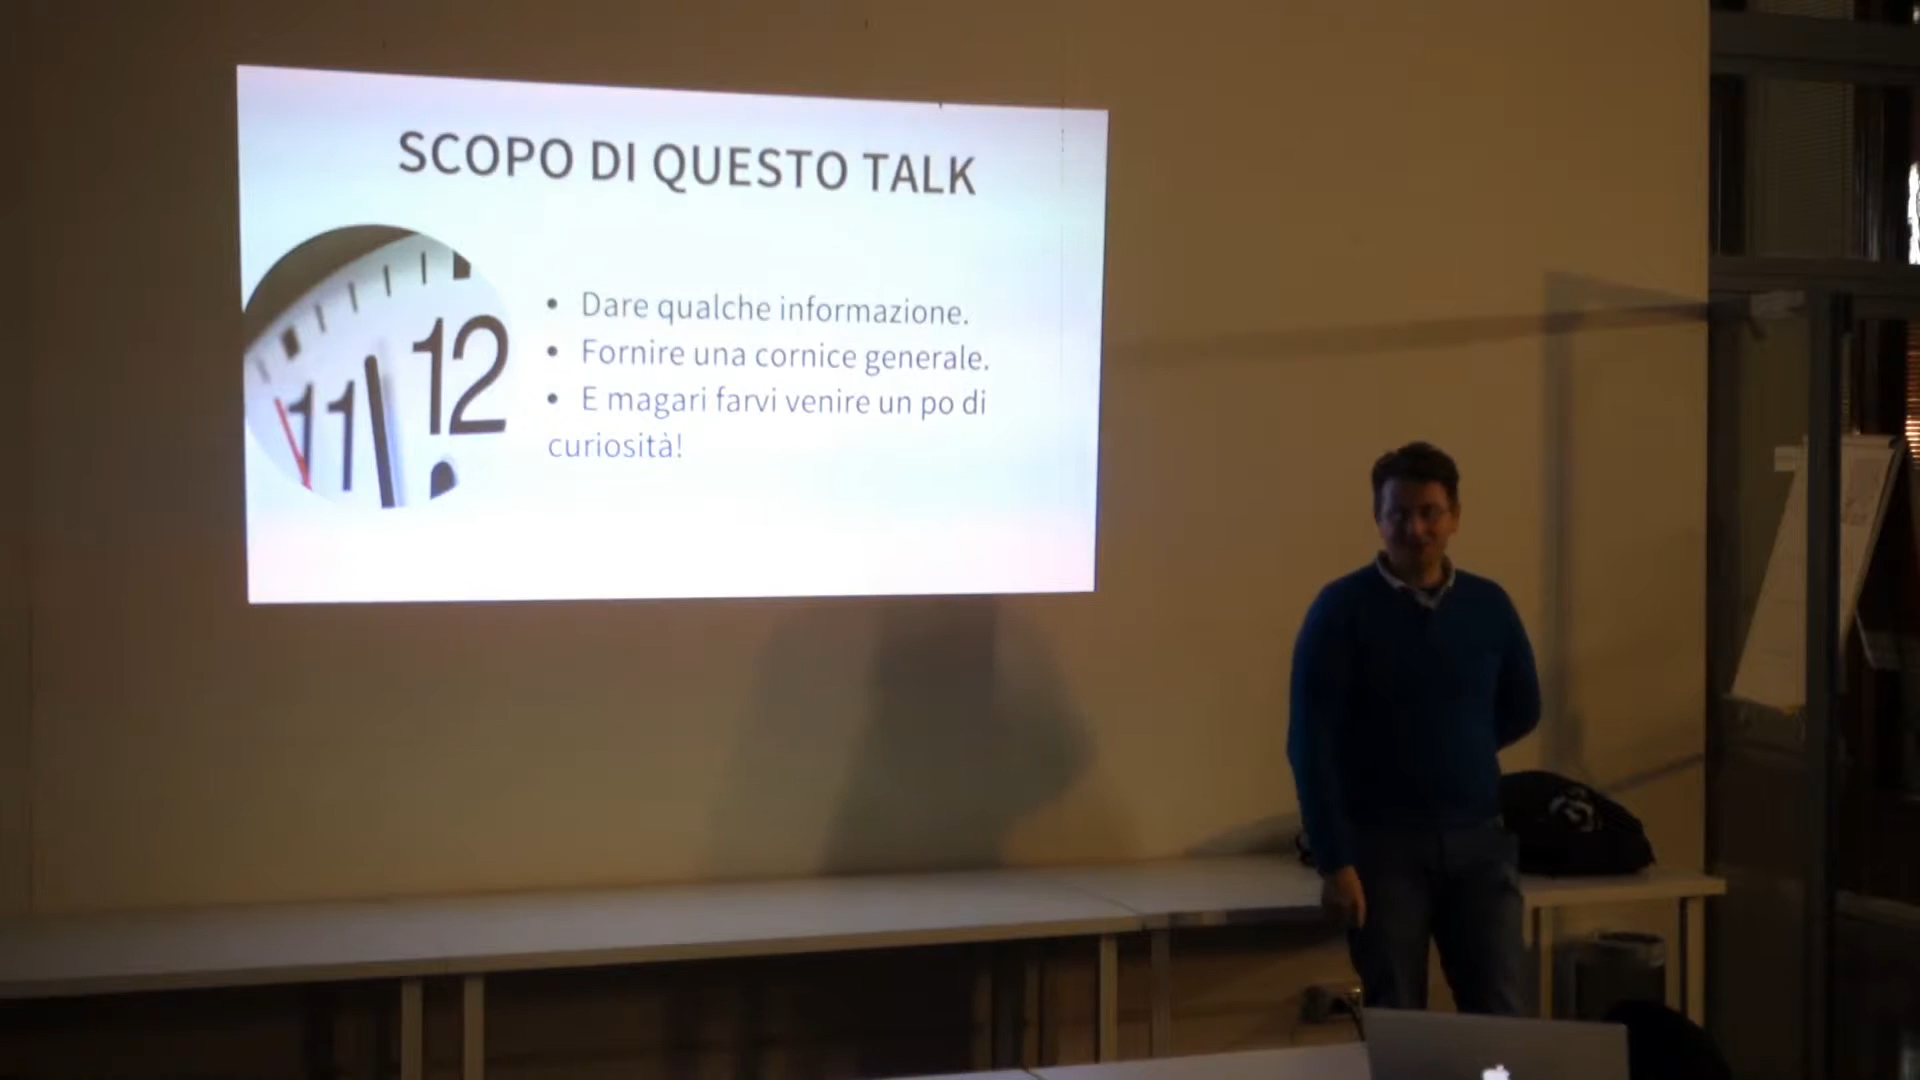 SCOPO DI QUESTO TALK
• Dare qualche informazione.
• Fornire una cornice generale.
• E magari farvi venire un po di
curiosità!
12
11